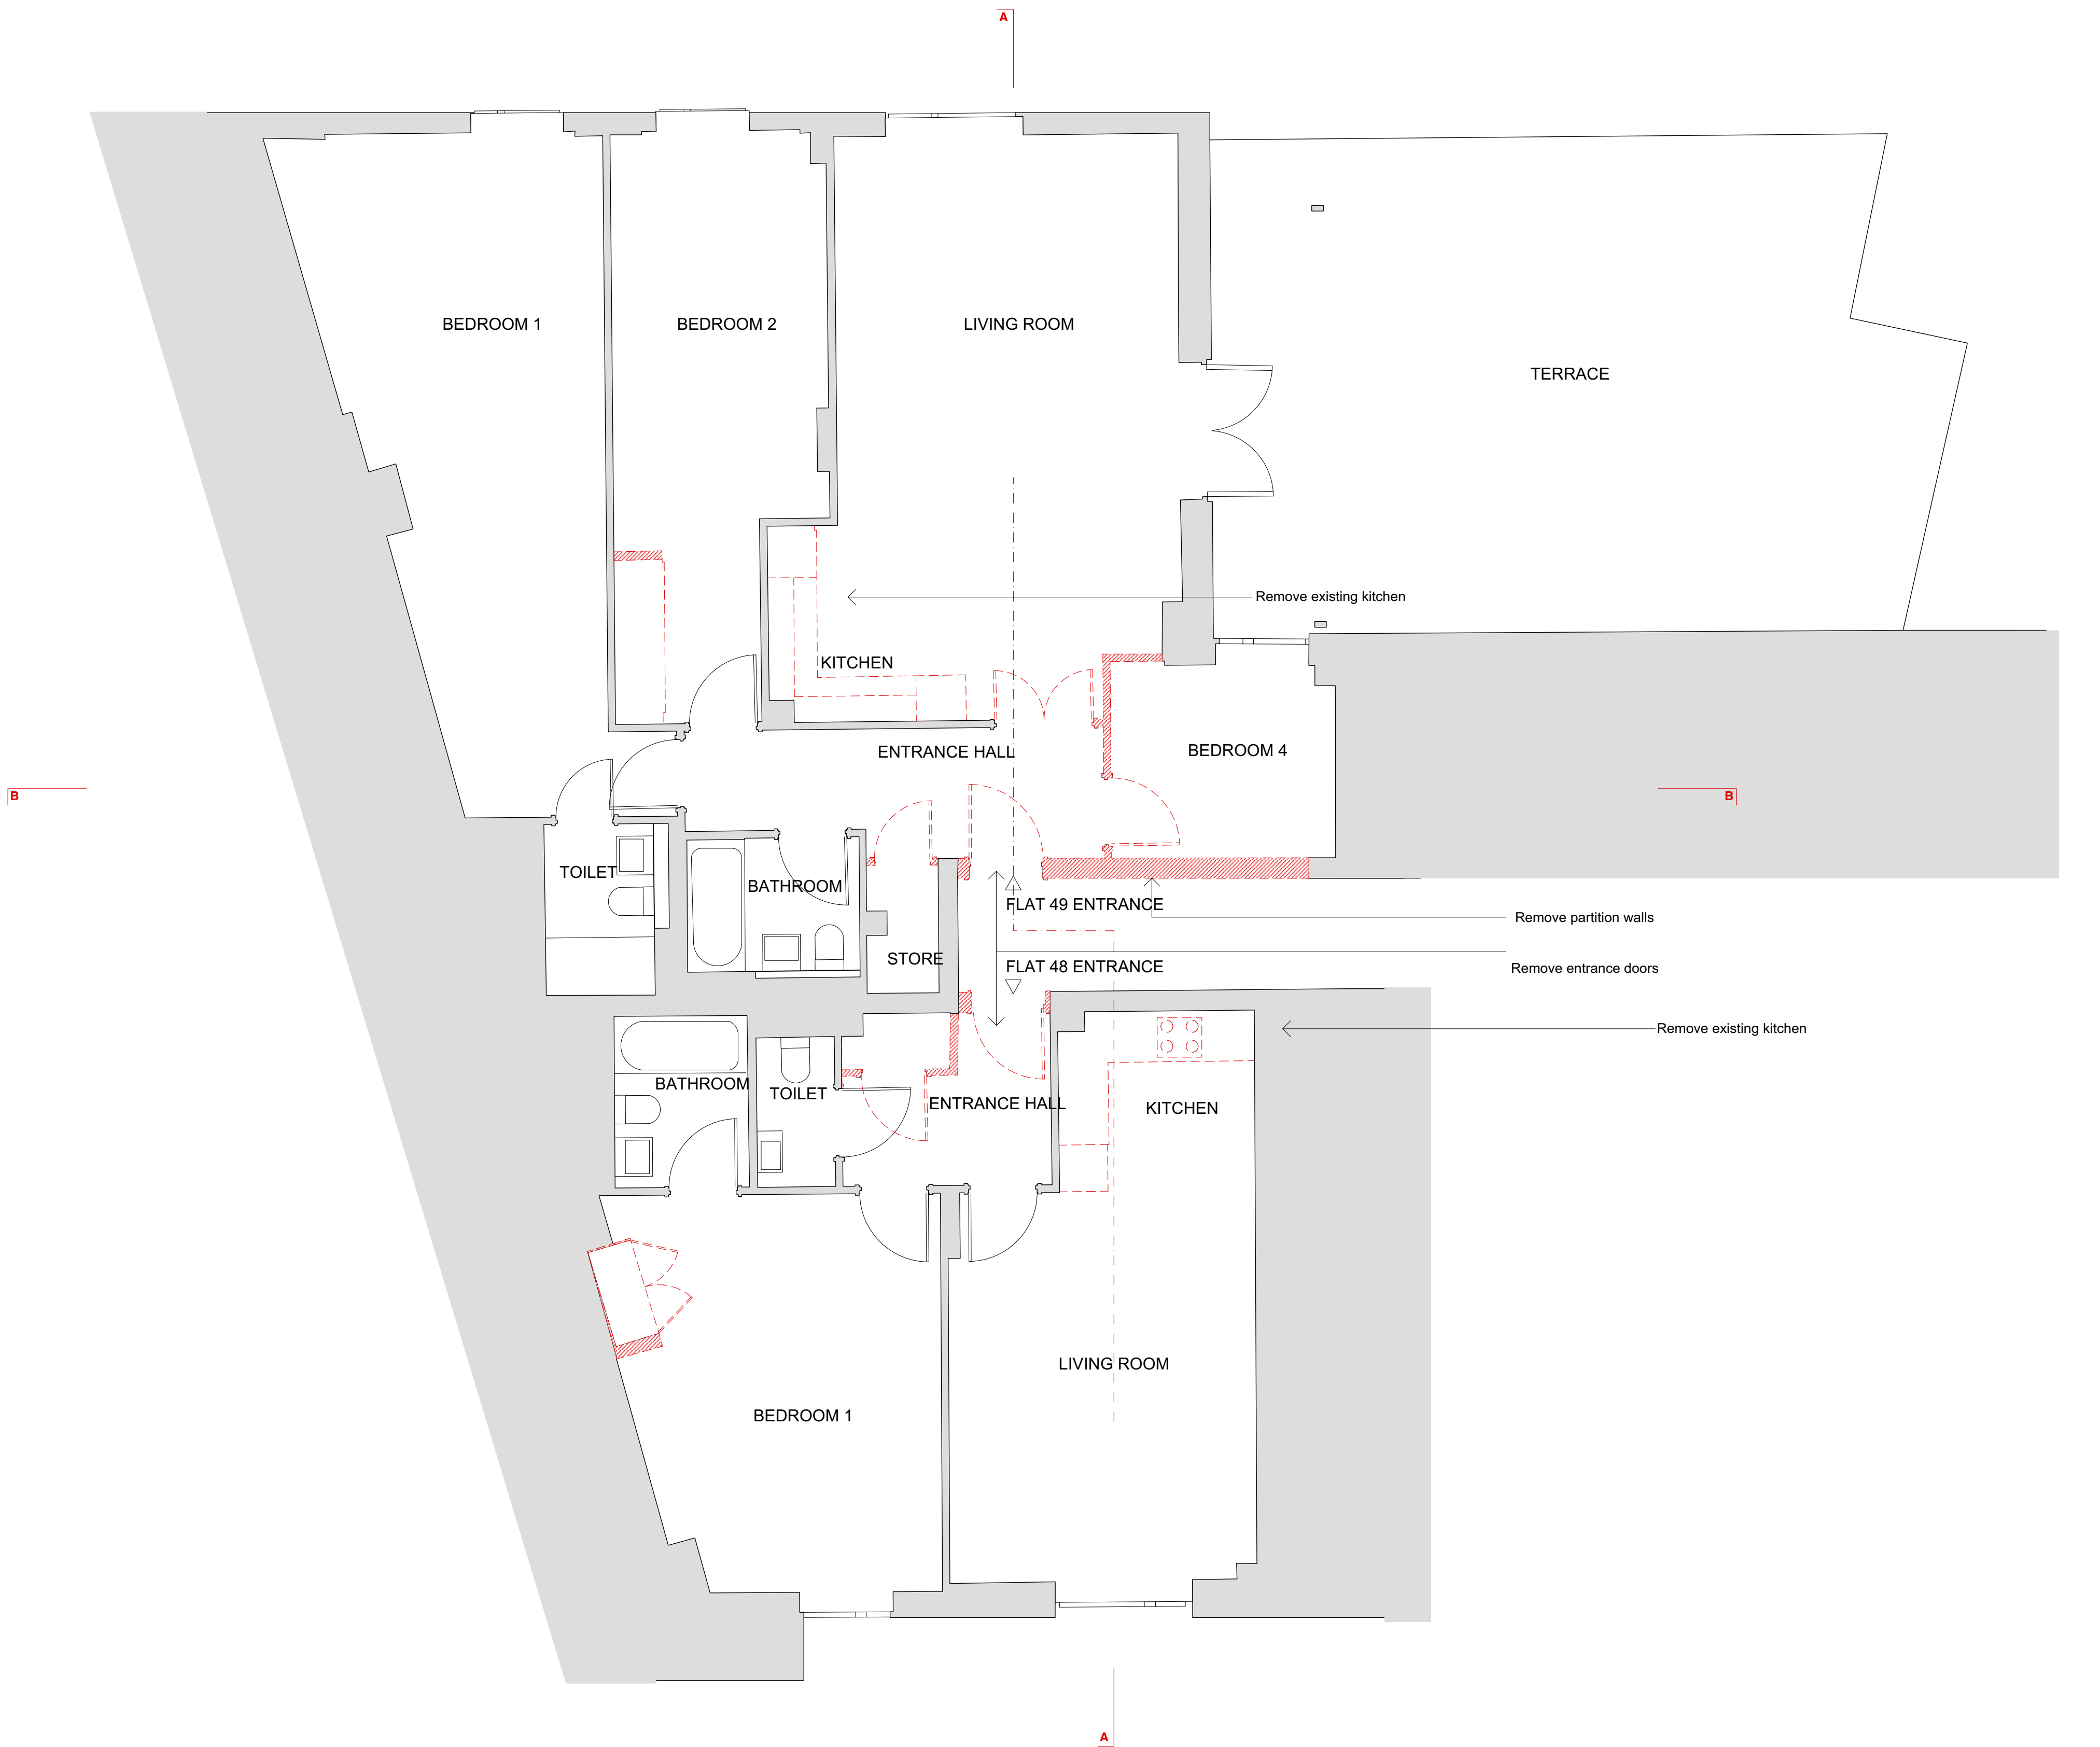 A
BEDROOM 1
BEDROOM 2
LIVING ROOM
TERRACE
Remove existing kitchen
KITCHEN
ENTRANCE HALL
BEDROOM 4
B
B
TOILET
BATHROOM
FLAT 49 ENTRANCE
Remove partition walls
STORE
FLAT 48 ENTRANCE
Remove entrance doors
Remove existing kitchen
BATHROOM
TOILET
ENTRANCE HALL
KITCHEN
LIVING ROOM
BEDROOM 1
A